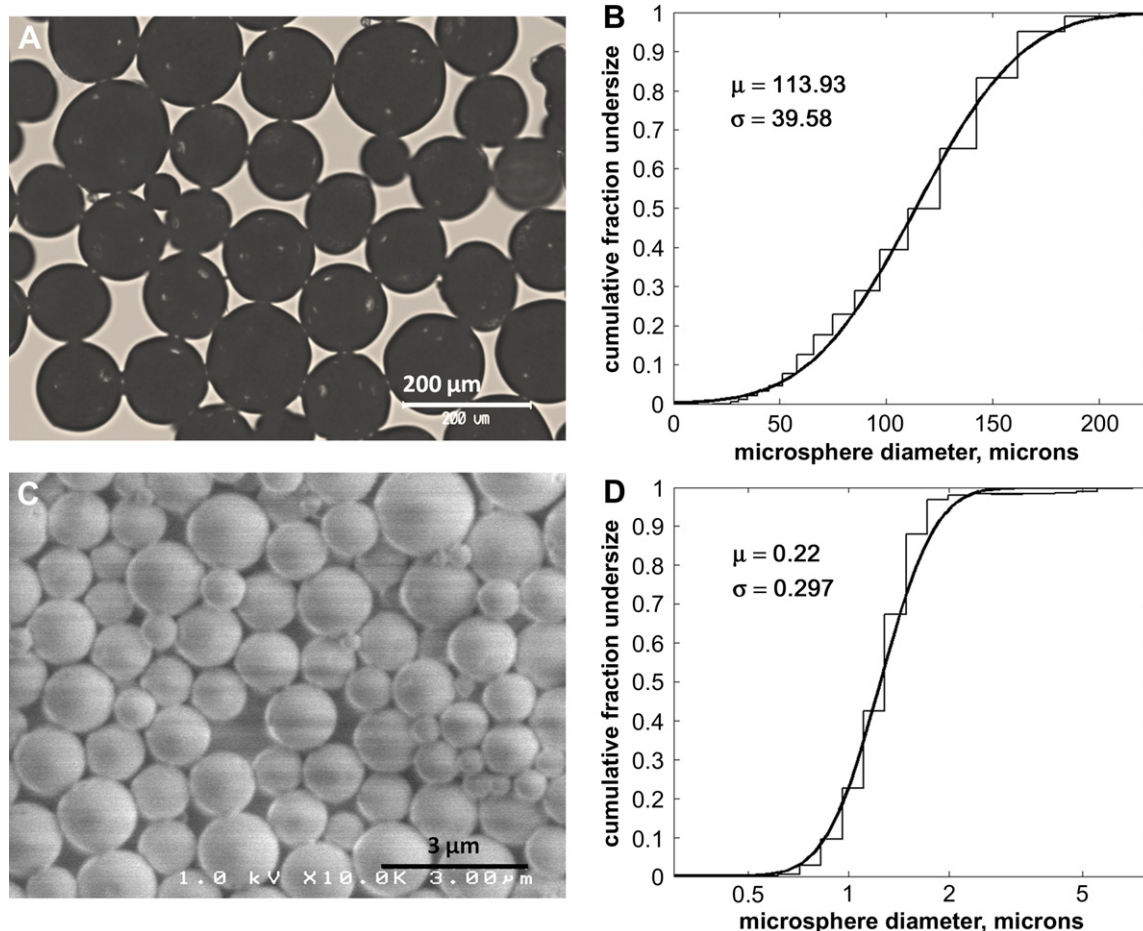 A
200 μm
200 um
B
cumulative fraction undersize
1
0.9
0.8
0.7
0.6
0.5
0.4
0.3
0.2
0.1
0
μ = 113.93
σ = 39.58
0 50 100 150 200
microsphere diameter, microns
C
3 μm
1.0 kV X10.0K 3.00μm
D
cumulative fraction undersize
1
0.9
0.8
0.7
0.6
0.5
0.4
0.3
0.2
0.1
0
μ = 0.22
σ = 0.297
0.5 1 2 5
microsphere diameter, microns